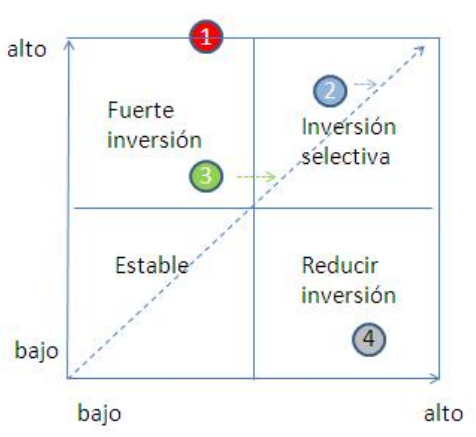 alto
1
2
Fuerte
inversión
Inversión
selectiva
3
Estable
Reducir
inversión
4
bajo
bajo
alto